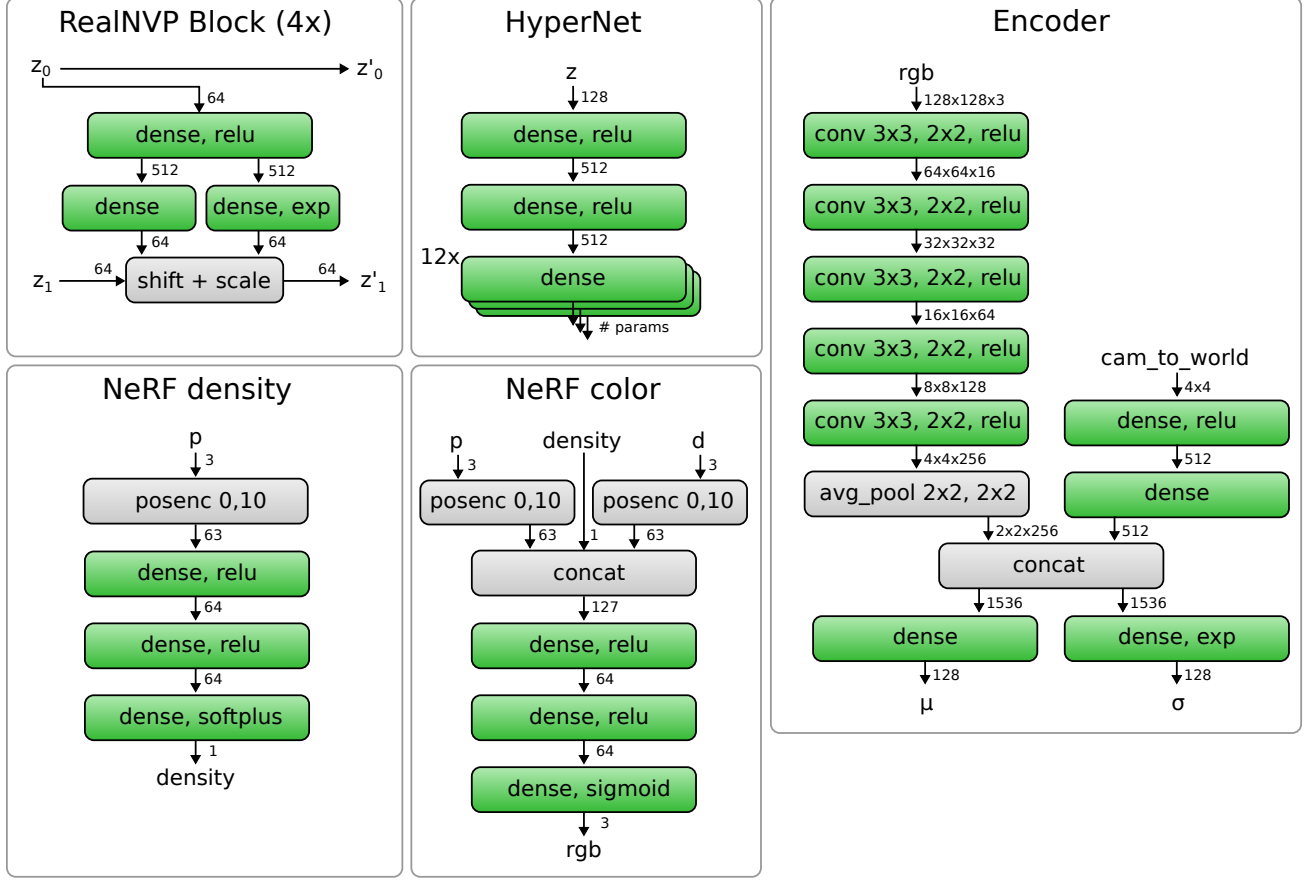 RealNVP Block (4x)
z0
z'0
64
dense, relu
512
512
dense
dense, exp
64
64
z1
64
shift + scale
64
z'1
HyperNet
z
128
dense, relu
512
dense, relu
512
12x
dense
# params
Encoder
rgb
128x128x3
conv 3x3, 2x2, relu
64x64x16
conv 3x3, 2x2, relu
32x32x32
conv 3x3, 2x2, relu
16x16x64
conv 3x3, 2x2, relu
8x8x128
conv 3x3, 2x2, relu
4x4x256
avg_pool 2x2, 2x2
2x2x256
cam_to_world
4x4
dense, relu
512
dense
512
concat
1536
1536
dense
dense, exp
128
128
μ
σ
NeRF density
p
3
posenc 0,10
63
dense, relu
64
dense, relu
64
dense, softplus
1
density
NeRF color
p
density
d
3
3
posenc 0,10
posenc 0,10
63
1
63
concat
127
dense, relu
64
dense, relu
64
dense, sigmoid
3
rgb